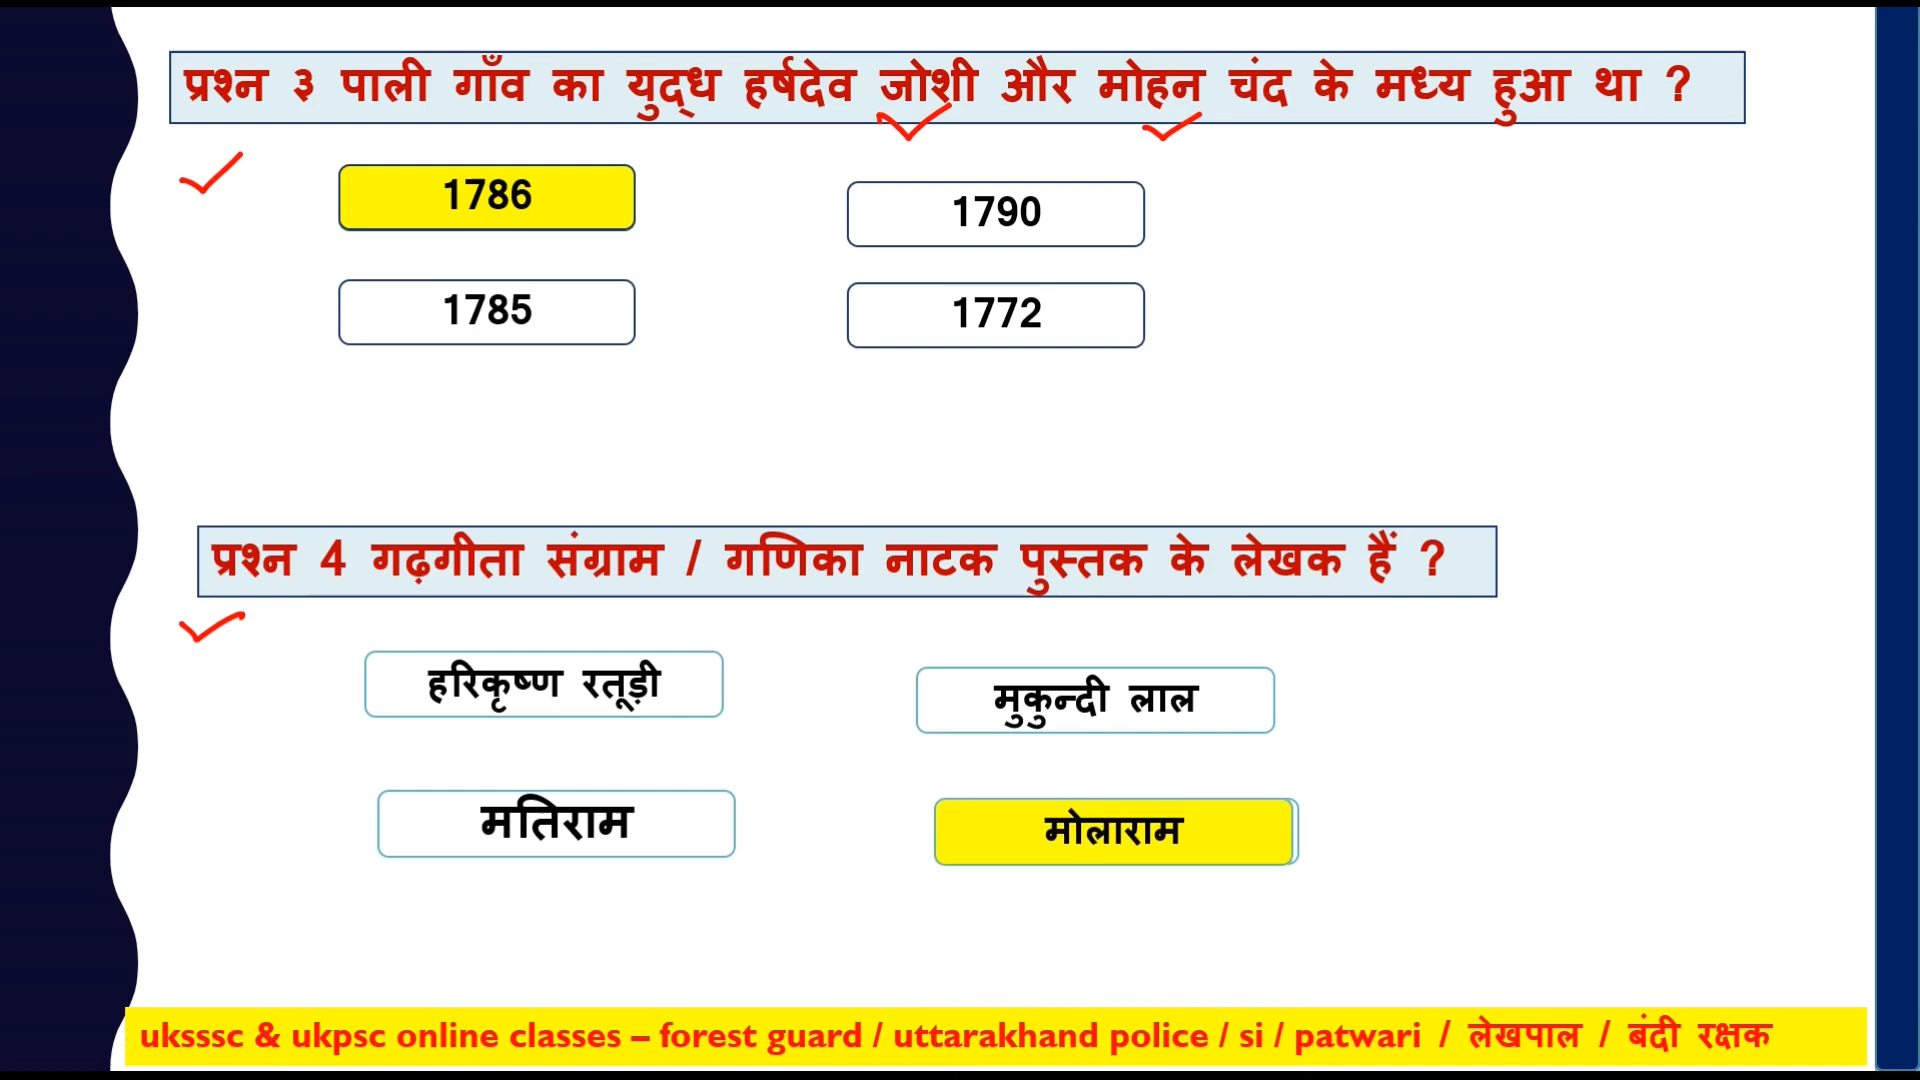 प्रश्न ३ पाली गाँव का युद्ध हर्षदेव जोशी और मोहन चंद के मध्य हुआ था ?
1786
1790
1785
1772
प्रश्न 4 गढ़गीता संग्राम / गणिका नाटक पुस्तक के लेखक हैं ?
हरिकृष्ण रतूड़ी
मुकुन्दी लाल
मतिराम
मोलाराम
uksssc & ukpsc online classes – forest guard / uttarakhand police / si / patwari / लेखपाल / बंदी रक्षक